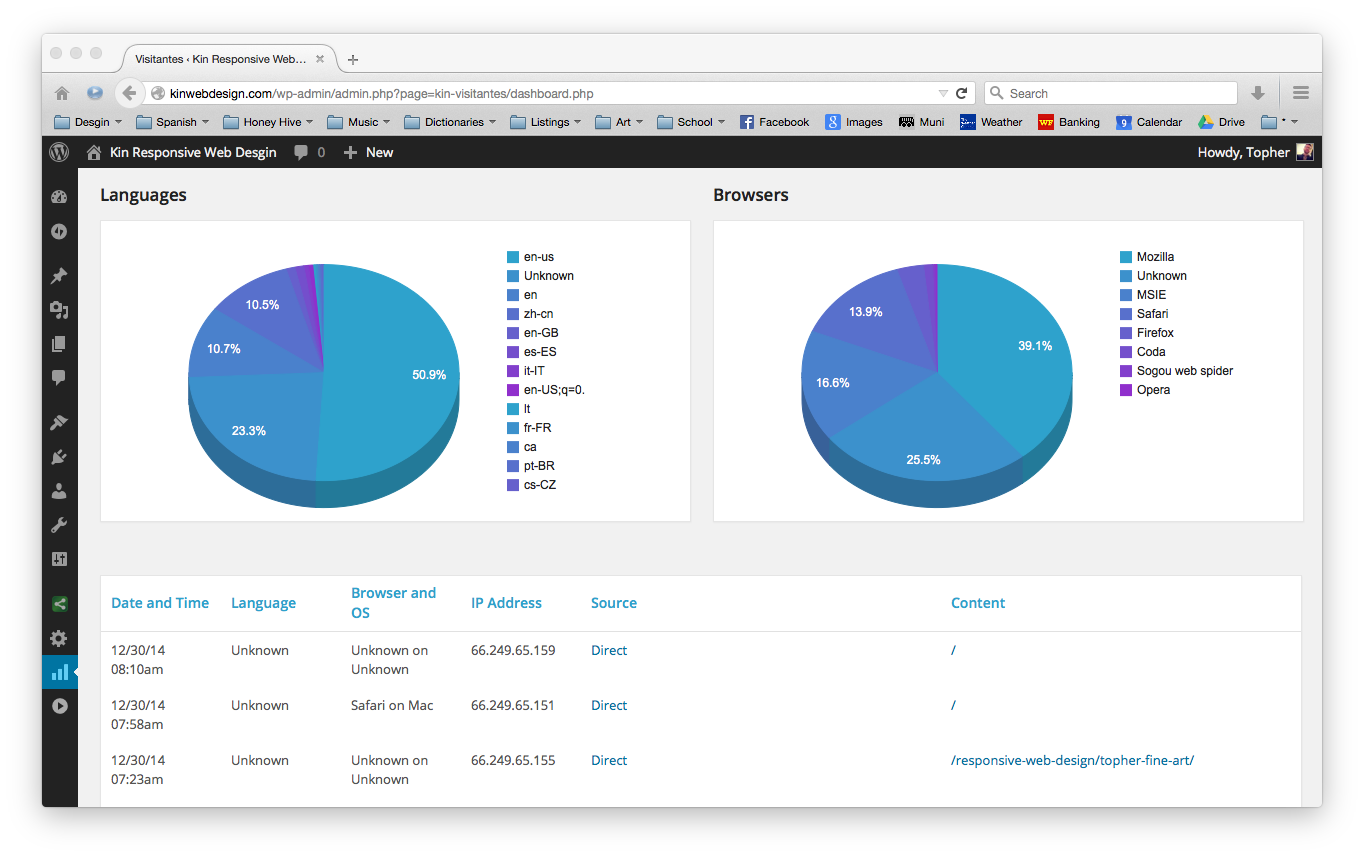 Visitantes ‹ Kin Responsive Web...
kinwebdesign.com/wp-admin/admin.php?page=kin-visitantes/dashboard.php
Search
Desgin Spanish Honey Hive Music Dictionaries Listings Art School Facebook Images Muni Weather Banking Calendar Drive *
Kin Responsive Web Desgin 0 New Howdy, Topher
Languages
50.9%
23.3%
10.7%
10.5%
en-us
Unknown
en
zh-cn
en-GB
es-ES
it-IT
en-US;q=0.
lt
fr-FR
ca
pt-BR
cs-CZ
Browsers
39.1%
25.5%
16.6%
13.9%
Mozilla
Unknown
MSIE
Safari
Firefox
Coda
Sogou web spider
Opera
Date and Time Language Browser and OS IP Address Source Content
12/30/14 08:10am Unknown Unknown on Unknown 66.249.65.159 Direct /
12/30/14 07:58am Unknown Safari on Mac 66.249.65.151 Direct /
12/30/14 07:23am Unknown Unknown on Unknown 66.249.65.155 Direct /responsive-web-design/topher-fine-art/